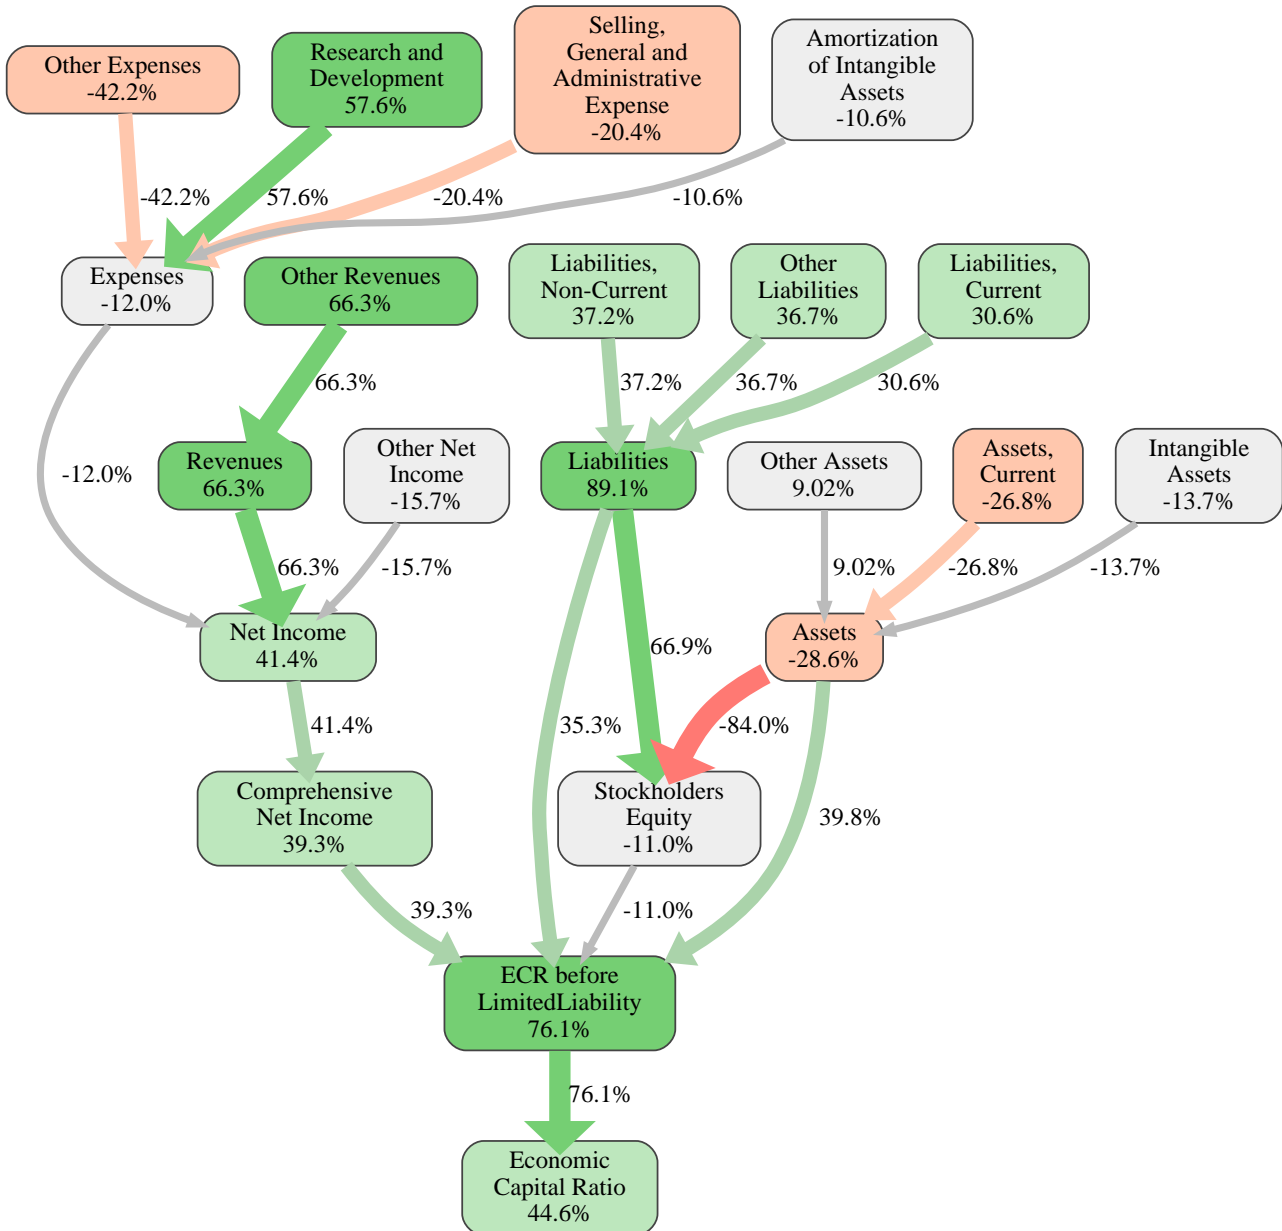 Other Expenses
-42.2%
Research and
Development
57.6%
Selling,
General and
Administrative
Expense
-20.4%
Amortization
of Intangible
Assets
-10.6%
-42.2%
57.6%
-20.4%
-10.6%
Expenses
-12.0%
Other Revenues
66.3%
Liabilities,
Non-Current
37.2%
Other
Liabilities
36.7%
Liabilities,
Current
30.6%
66.3%
37.2%
36.7%
30.6%
-12.0%
Revenues
66.3%
Other Net
Income
-15.7%
Liabilities
89.1%
Other Assets
9.02%
Assets,
Current
-26.8%
Intangible
Assets
-13.7%
66.3%
-15.7%
9.02%
-26.8%
-13.7%
Net Income
41.4%
66.9%
Assets
-28.6%
41.4%
35.3%
-84.0%
Comprehensive
Net Income
39.3%
Stockholders
Equity
-11.0%
39.8%
39.3%
-11.0%
ECR before
LimitedLiability
76.1%
76.1%
Economic
Capital Ratio
44.6%